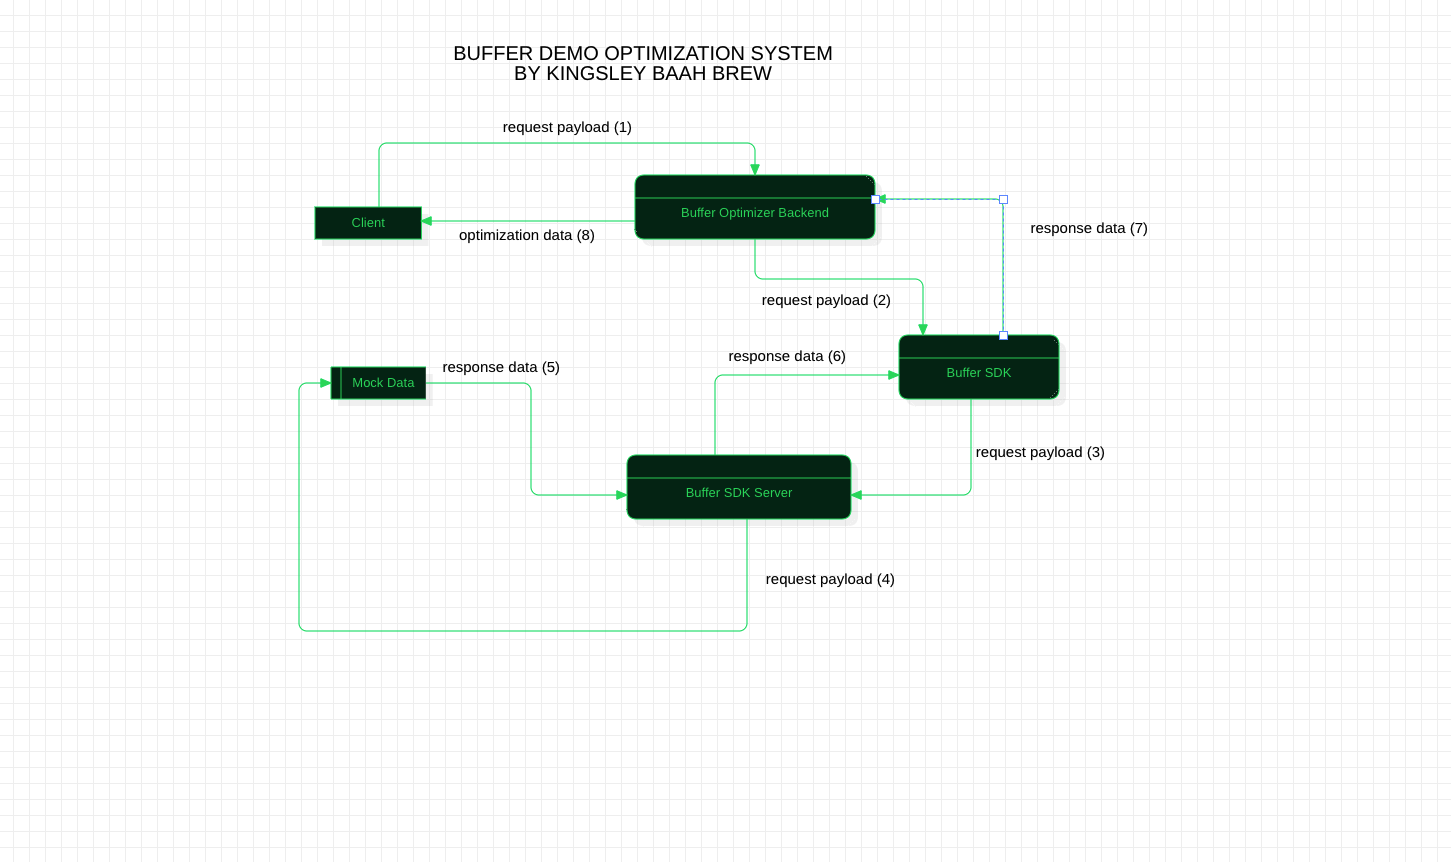 BUFFER DEMO OPTIMIZATION SYSTEM
BY KINGSLEY BAAH BREW
request payload (1)
Buffer Optimizer Backend
Client
optimization data (8)
response data (7)
request payload (2)
response data (6)
response data (5)
Buffer SDK
Mock Data
request payload (3)
Buffer SDK Server
request payload (4)